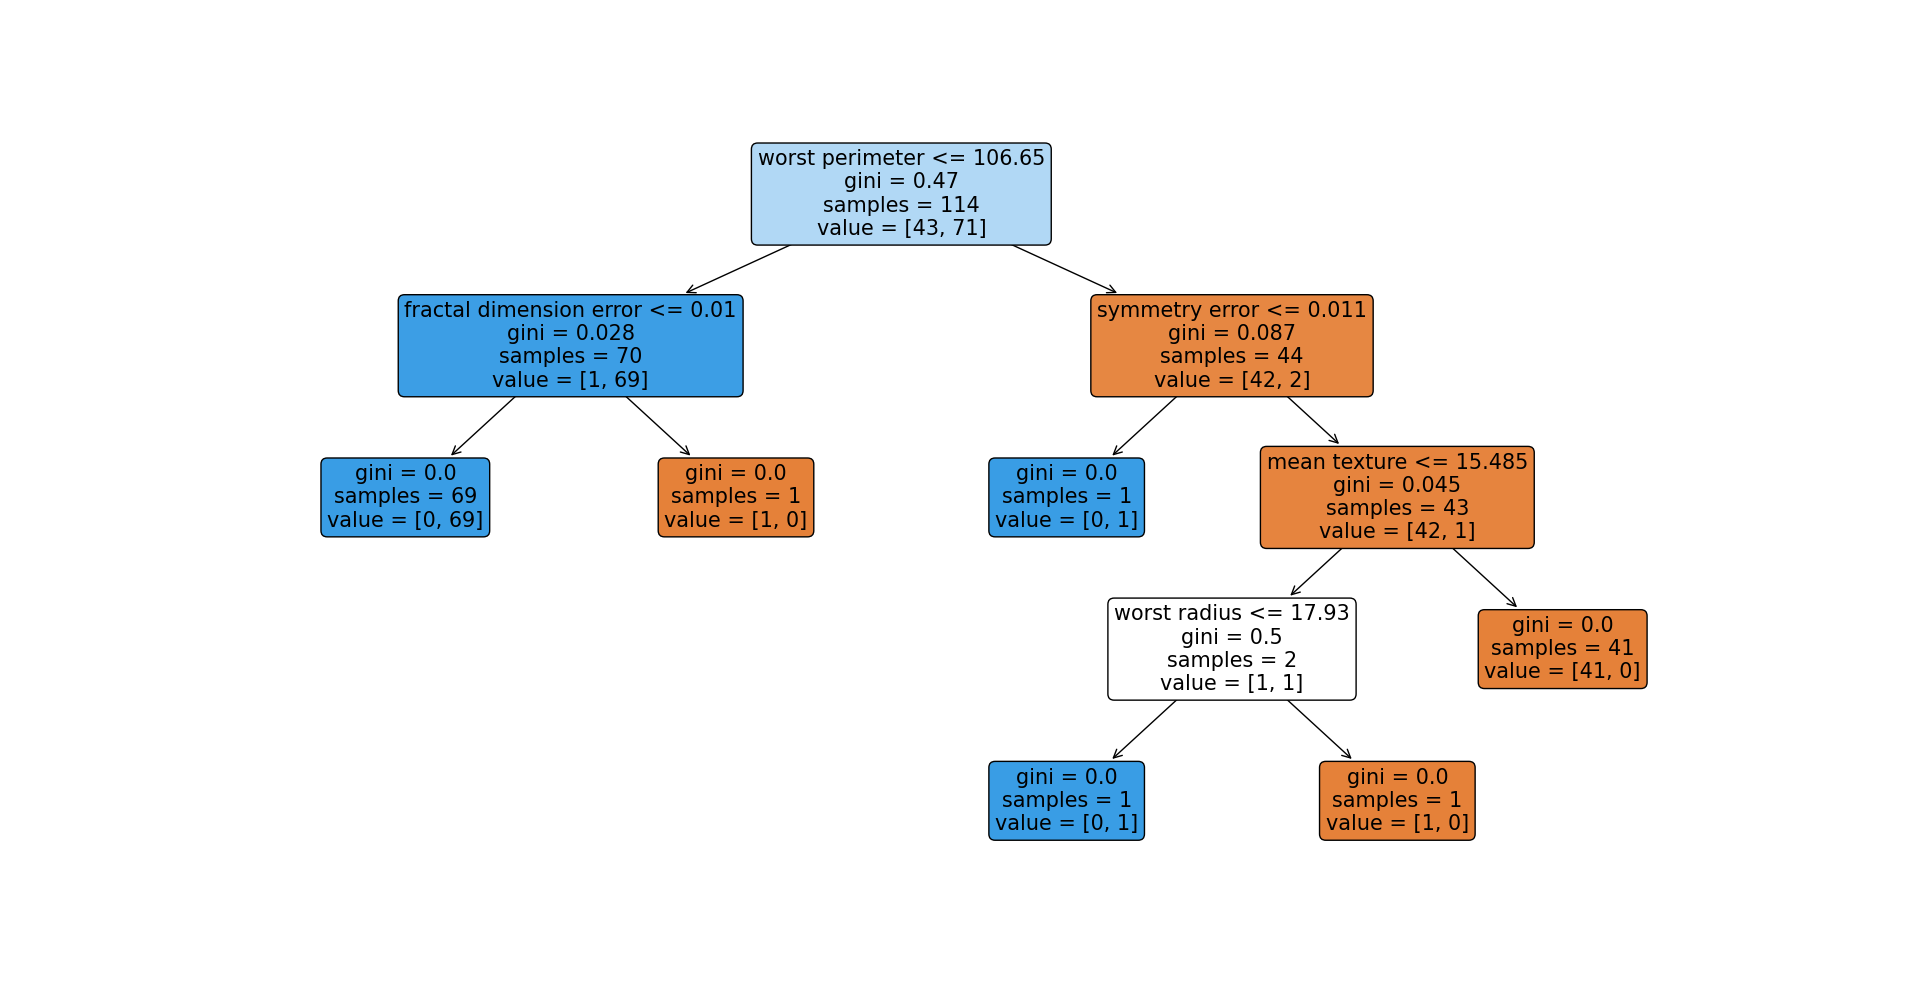 worst perimeter <= 106.65
gini = 0.47
samples = 114
value = [43, 71]
fractal dimension error <= 0.01
gini = 0.028
samples = 70
value = [1, 69]
symmetry error <= 0.011
gini = 0.087
samples = 44
value = [42, 2]
gini = 0.0
samples = 69
value = [0, 69]
gini = 0.0
samples = 1
value = [1, 0]
gini = 0.0
samples = 1
value = [0, 1]
mean texture <= 15.485
gini = 0.045
samples = 43
value = [42, 1]
worst radius <= 17.93
gini = 0.5
samples = 2
value = [1, 1]
gini = 0.0
samples = 41
value = [41, 0]
gini = 0.0
samples = 1
value = [0, 1]
gini = 0.0
samples = 1
value = [1, 0]